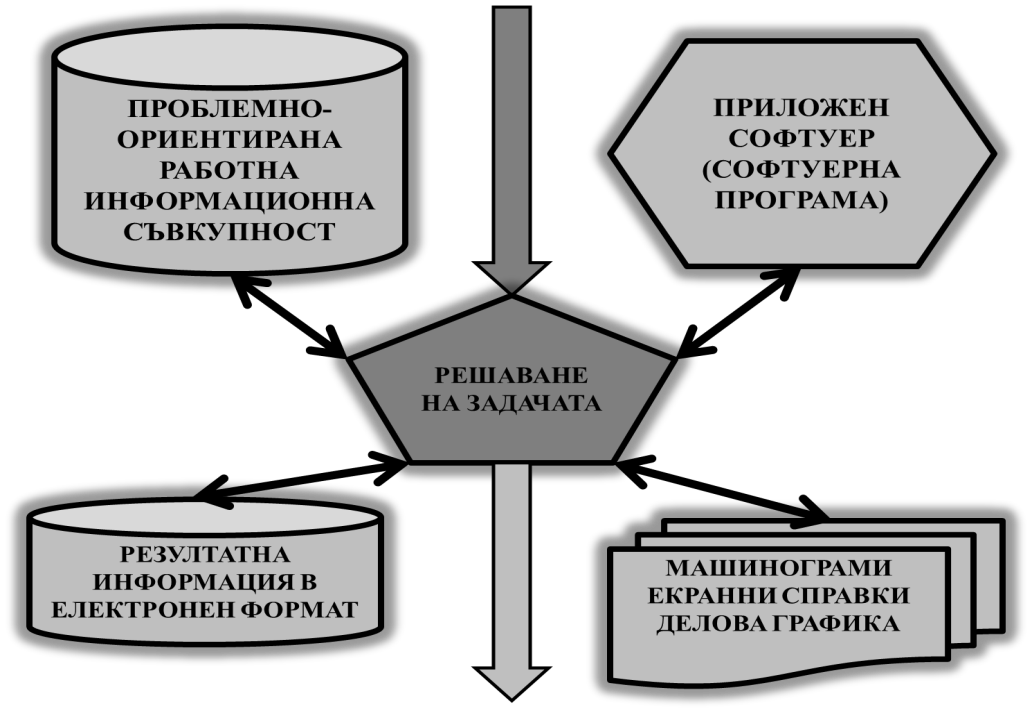 ПРОБЛЕМНО-
ОРИЕНТИРАНА
РАБОТНА
ИНФОРМАЦИОННА
СЪВКУПНОСТ
ПРИЛОЖЕН
СОФТУЕР
(СОФТУЕРНА
ПРОГРАМА)
РЕШАВАНЕ
НА ЗАДАЧАТА
РЕЗУЛТАТНА
ИНФОРМАЦИЯ В
ЕЛЕКТРОНЕН ФОРМАТ
МАШИНОГРАМИ
ЕКРАННИ СПРАВКИ
ДЕЛОВА ГРАФИКА